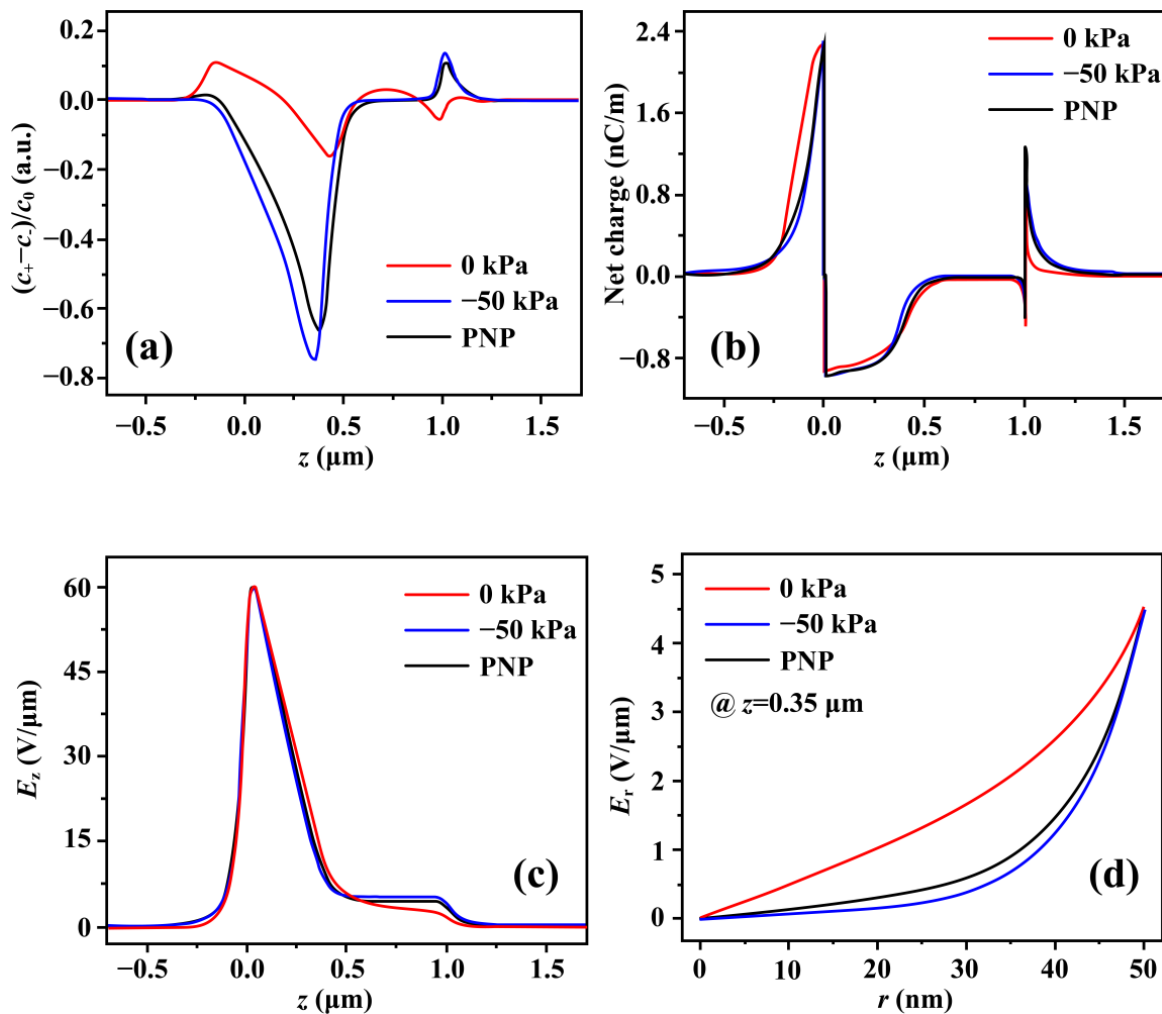 (a)
(c₊−c₋)/c₀ (a.u.)
0.2
0.0
−0.2
−0.4
−0.6
−0.8
0 kPa
−50 kPa
PNP
−0.5 0.0 0.5 1.0 1.5
z (μm)
(b)
Net charge (nC/m)
2.4
1.6
0.8
0.0
−0.8
0 kPa
−50 kPa
PNP
−0.5 0.0 0.5 1.0 1.5
z (μm)
(c)
E_z (V/μm)
60
45
30
15
0
0 kPa
−50 kPa
PNP
−0.5 0.0 0.5 1.0 1.5
z (μm)
(d)
E_r (V/μm)
5
4
3
2
1
0
0 kPa
−50 kPa
PNP
@ z=0.35 μm
0 10 20 30 40 50
r (nm)